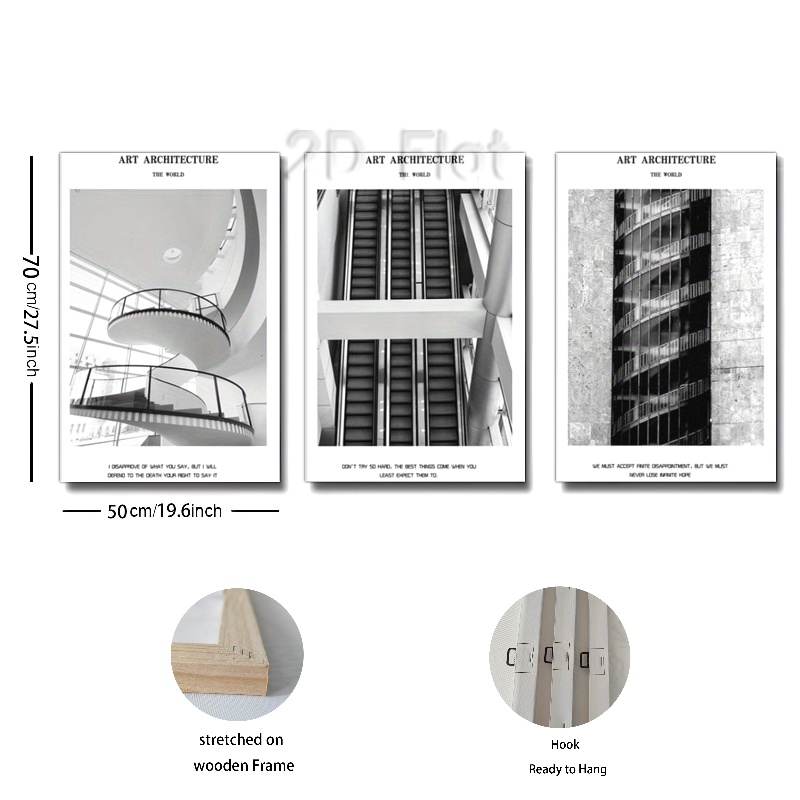 2D Flat
ART ARCHITECTURE
THE WORLD
ART ARCHITECTURE
THE WORLD
ART ARCHITECTURE
THE WORLD
70 cm/27.5inch
I DISAPPROVE OF WHAT YOU SAY, BUT I WILL
DEFEND TO THE DEATH YOUR RIGHT TO SAY IT
DON'T TRY SO HARD, THE BEST THINGS COME WHEN YOU
LEAST EXPECT THEM TO.
WE MUST ACCEPT FINITE DISAPPOINTMENT, BUT WE MUST
NEVER LOSE INFINITE HOPE
50cm/19.6inch
stretched on
wooden Frame
Hook
Ready to Hang